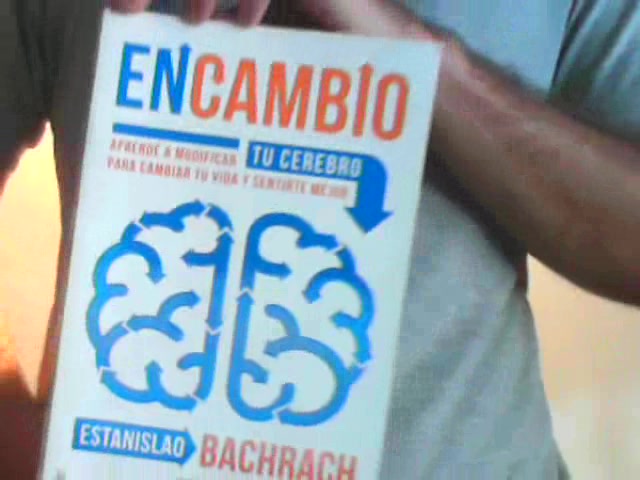 ENCAMBIO
APRENDE A MODIFICAR TU CEREBRO
PARA CAMBIAR TU VIDA Y SENTIRTE MEJOR
ESTANISLAO BACHRACH